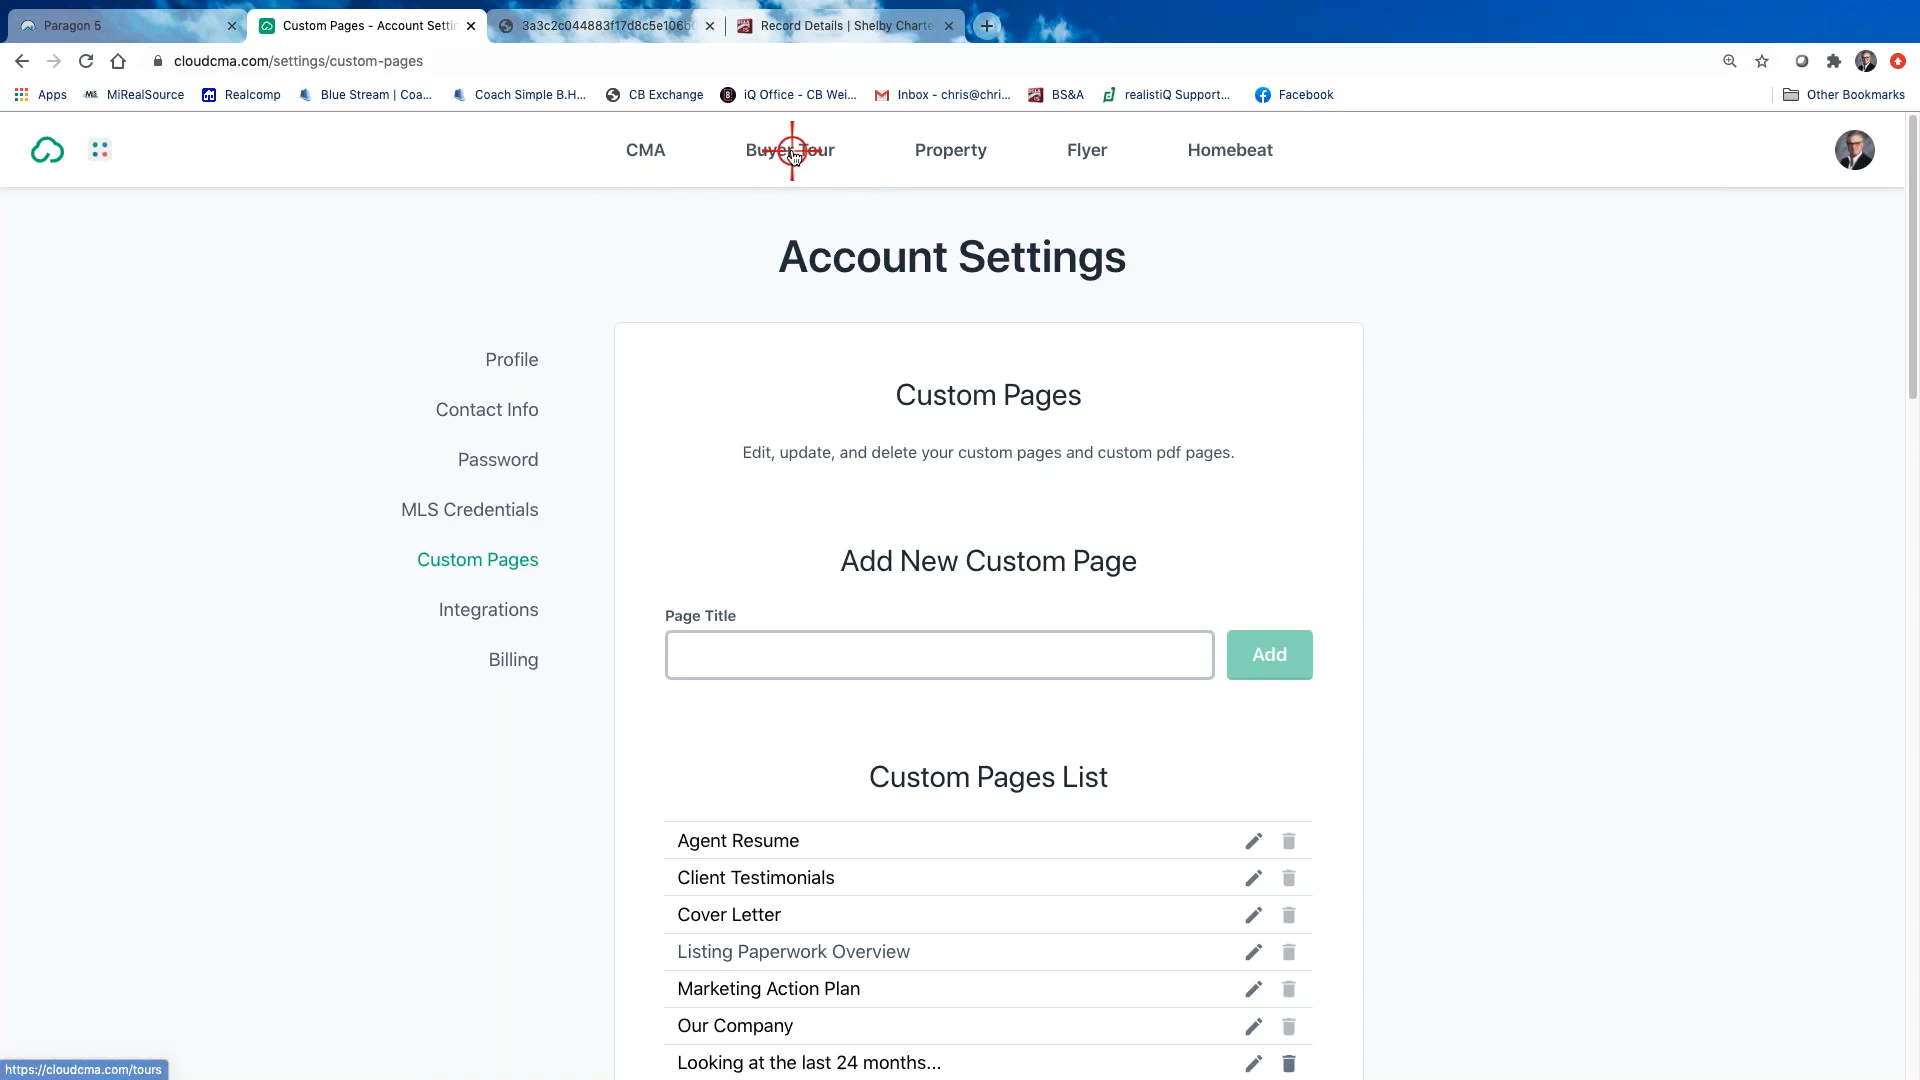 Paragon 5
Custom Pages - Account Settin
3a3c2c044883f17d8c5e106b
Record Details | Shelby Charte
cloudcma.com/settings/custom-pages
Apps
MiRealSource
Realcomp
Blue Stream | Coa...
Coach Simple B.H...
CB Exchange
iQ Office - CB Wei...
Inbox - chris@chri...
BS&A
realistiQ Support...
Facebook
Other Bookmarks
CMA
Buyer Tour
Property
Flyer
Homebeat
Account Settings
Profile
Contact Info
Password
MLS Credentials
Custom Pages
Integrations
Billing
Custom Pages
Edit, update, and delete your custom pages and custom pdf pages.
Add New Custom Page
Page Title
Add
Custom Pages List
Agent Resume
Client Testimonials
Cover Letter
Listing Paperwork Overview
Marketing Action Plan
Our Company
Looking at the last 24 months...
https://cloudcma.com/tours